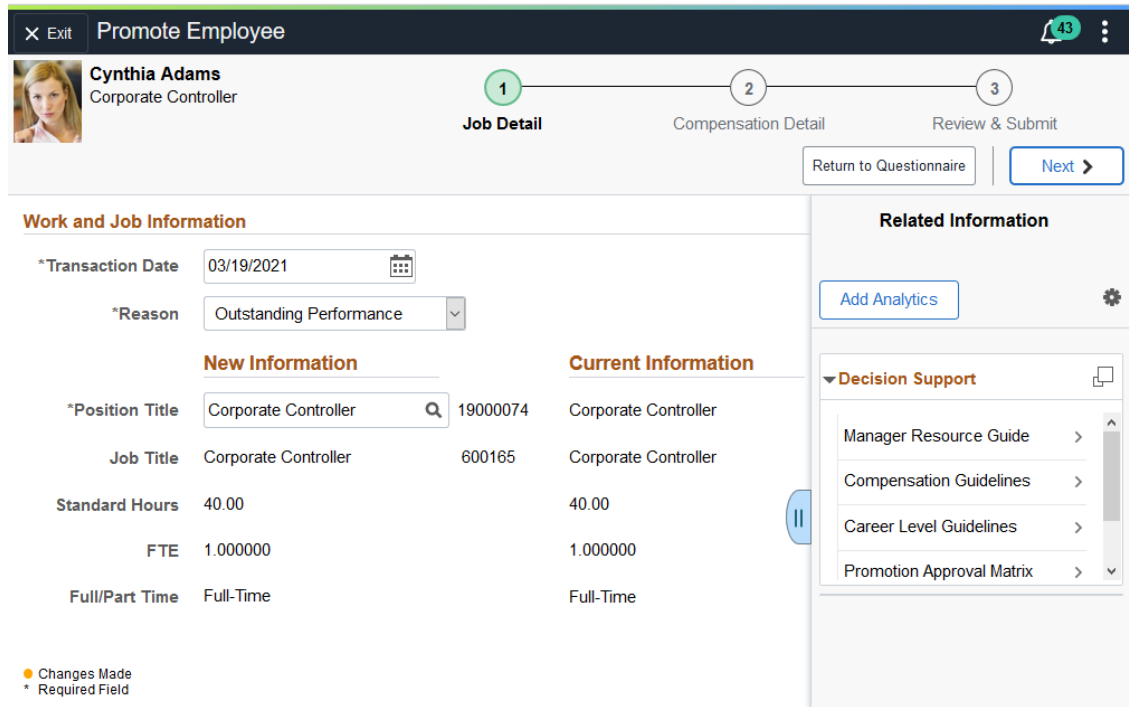 Exit Promote Employee 43
Cynthia Adams
Corporate Controller
1 2 3
Job Detail Compensation Detail Review & Submit
Return to Questionnaire Next
Work and Job Information
*Transaction Date 03/19/2021
*Reason Outstanding Performance
New Information Current Information
*Position Title Corporate Controller 19000074 Corporate Controller
Job Title Corporate Controller 600165 Corporate Controller
Standard Hours 40.00 40.00
FTE 1.000000 1.000000
Full/Part Time Full-Time Full-Time
Changes Made
* Required Field
Related Information
Add Analytics
Decision Support
Manager Resource Guide
Compensation Guidelines
Career Level Guidelines
Promotion Approval Matrix